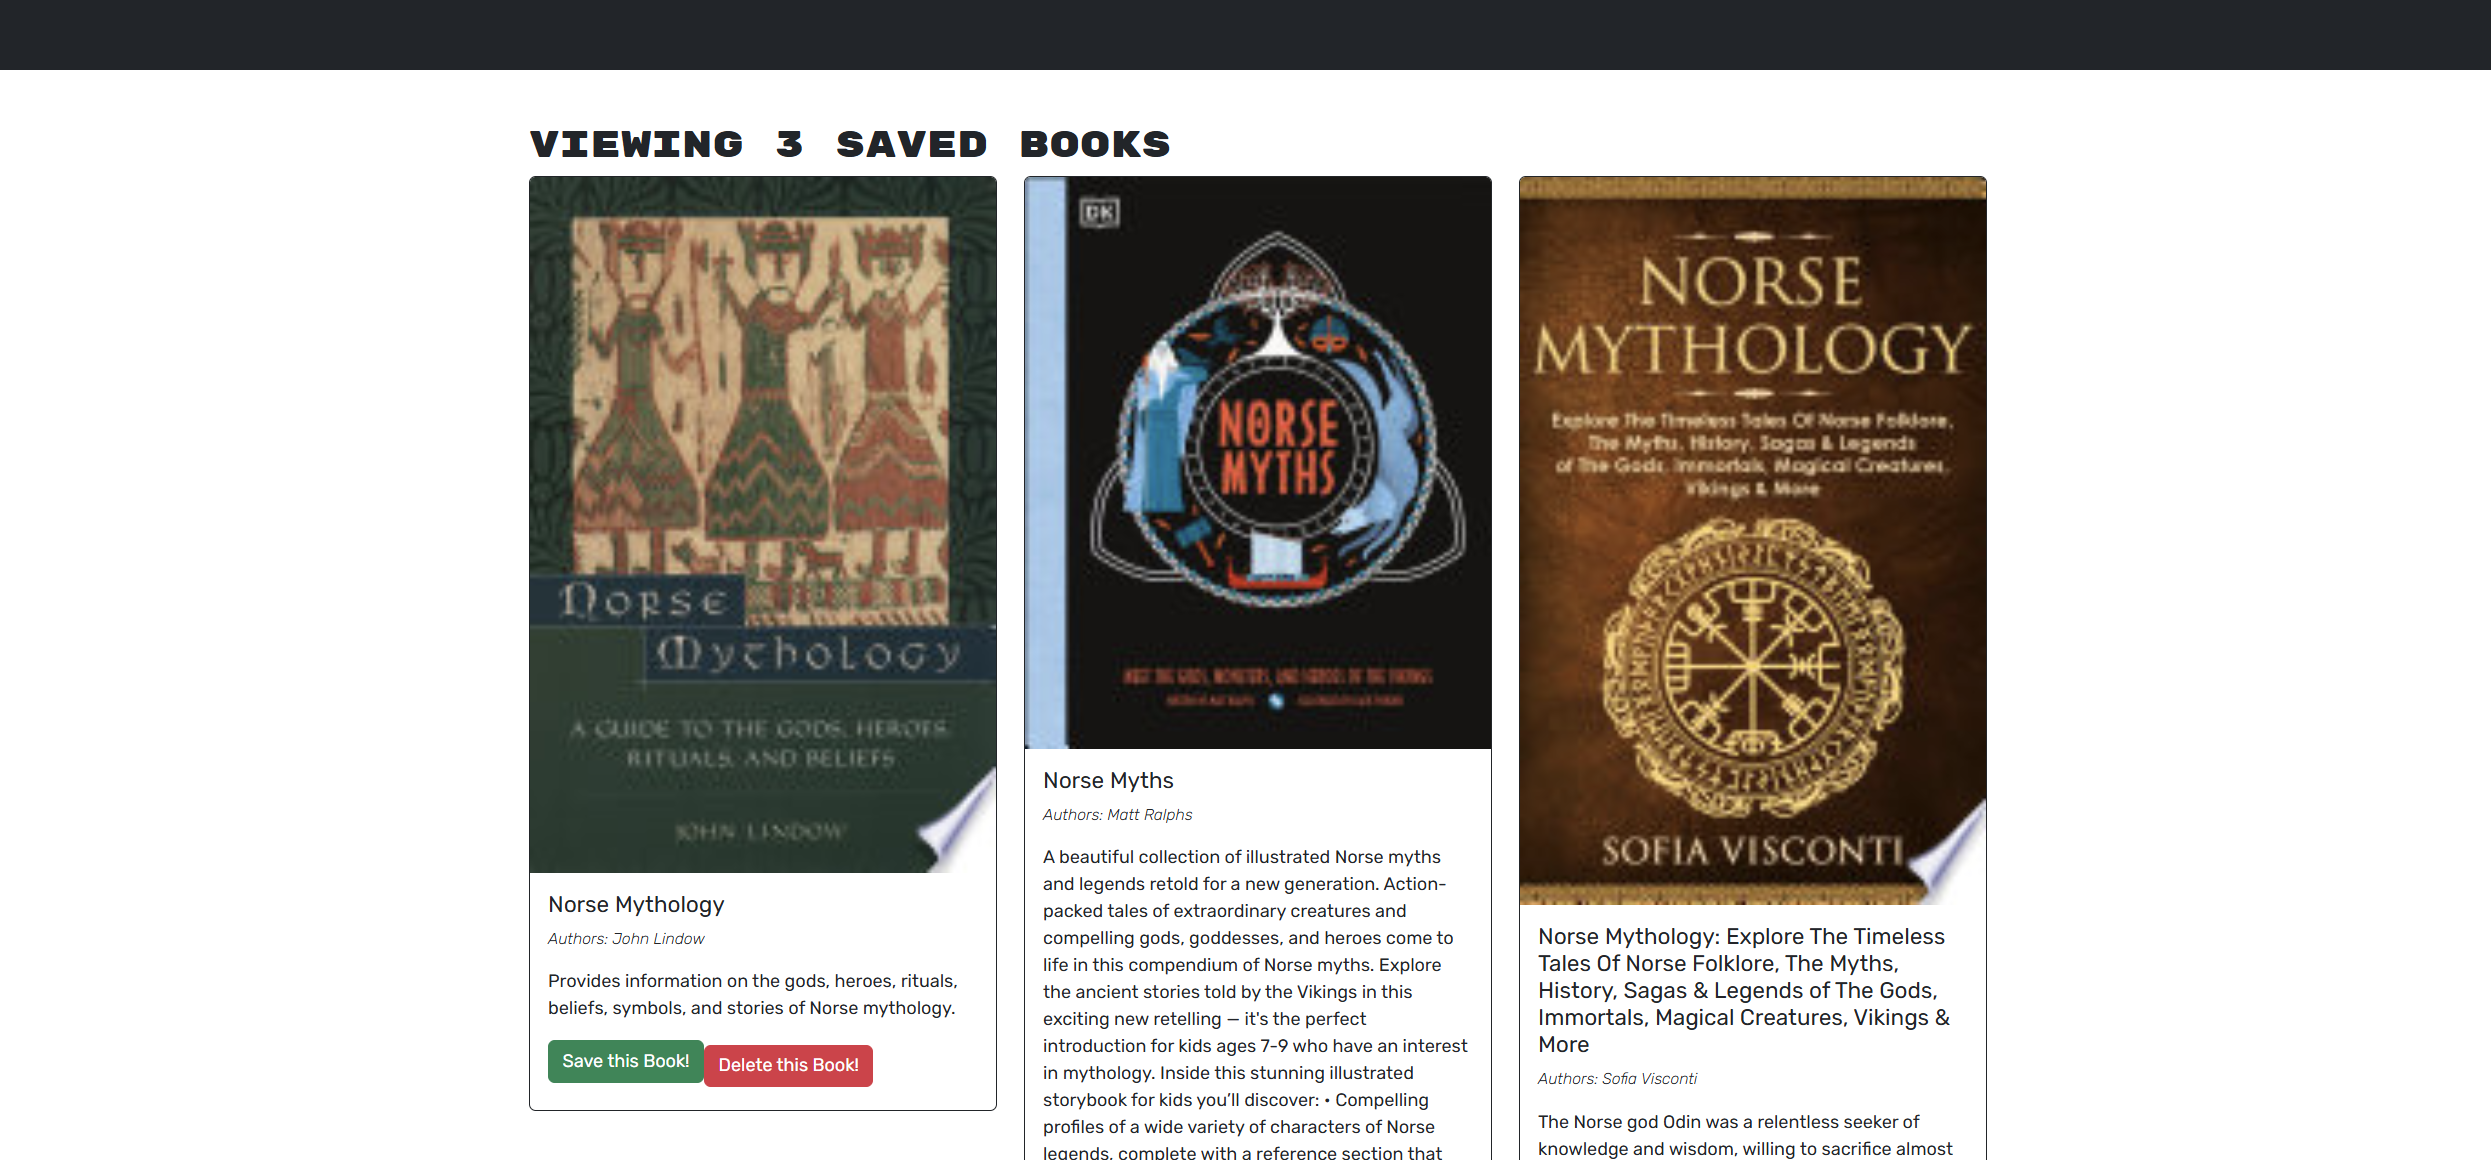 VIEWING 3 SAVED BOOKS
Norse
Mythology
A GUIDE TO THE GODS, HEROES,
RITUALS, AND BELIEFS
JOHN LINDOW
Norse Mythology
Authors: John Lindow
Provides information on the gods, heroes, rituals,
beliefs, symbols, and stories of Norse mythology.
Save this Book!
Delete this Book!
DK
NORSE
MYTHS
MEET THE GODS, MONSTERS, AND HEROES OF THE VIKINGS
Norse Myths
Authors: Matt Ralphs
A beautiful collection of illustrated Norse myths
and legends retold for a new generation. Action-
packed tales of extraordinary creatures and
compelling gods, goddesses, and heroes come to
life in this compendium of Norse myths. Explore
the ancient stories told by the Vikings in this
exciting new retelling — it's the perfect
introduction for kids ages 7-9 who have an interest
in mythology. Inside this stunning illustrated
storybook for kids you'll discover: • Compelling
profiles of a wide variety of characters of Norse
legends, complete with a reference section that
NORSE
MYTHOLOGY
Explore The Timeless Tales Of Norse Folklore,
The Myths, History, Sagas & Legends
of The Gods, Immortals, Magical Creatures,
Vikings & More
SOFIA VISCONTI
Norse Mythology: Explore The Timeless
Tales Of Norse Folklore, The Myths,
History, Sagas & Legends of The Gods,
Immortals, Magical Creatures, Vikings &
More
Authors: Sofia Visconti
The Norse god Odin was a relentless seeker of
knowledge and wisdom, willing to sacrifice almost